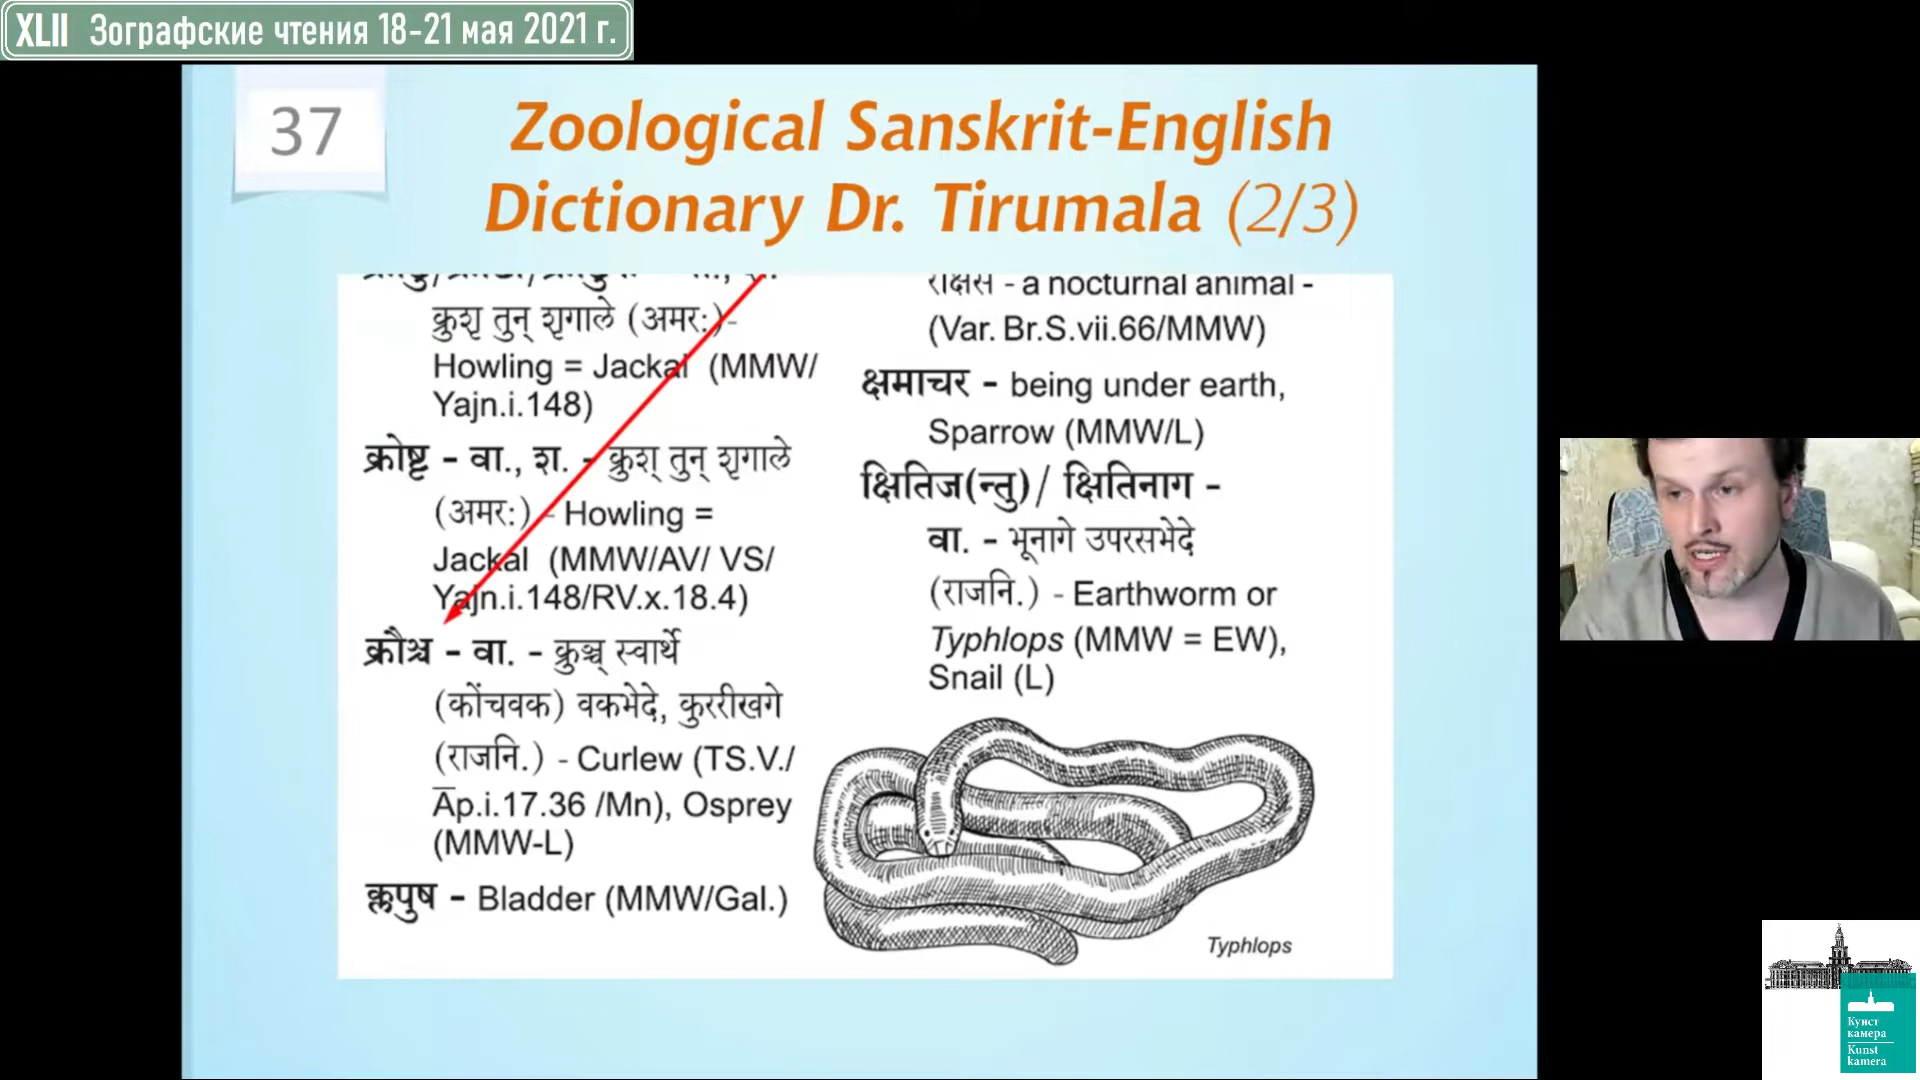 XLII Зографские чтения 18-21 мая 2021 г.
37
Zoological Sanskrit-English
Dictionary Dr. Tirumala (2/3)
क्रुशृ तुन् शृगाले (अमर:)-
Howling = Jackal (MMW/
Yajn.i.148)
क्रोष्ट - वा., श. - क्रुश् तुन् शृगाले
(अमर:) - Howling =
Jackal (MMW/AV/ VS/
Yajn.i.148/RV.x.18.4)
क्रौञ्च - वा. - क्रुञ्च् स्वार्थे
(कोंचवक) वकभेदे, कुररीखगे
(राजनि.) - Curlew (TS.V./
Āp.i.17.36 /Mn), Osprey
(MMW-L)
क्लपुष - Bladder (MMW/Gal.)
- a nocturnal animal -
(Var. Br.S.vii.66/MMW)
क्षमाचर - being under earth,
Sparrow (MMW/L)
क्षितिज(न्तु)/ क्षितिनाग -
वा. - भूनागे उपरसभेदे
(राजनि.) - Earthworm or
Typhlops (MMW = EW),
Snail (L)
Typhlops
Кунст
камера
Kunst
kamera